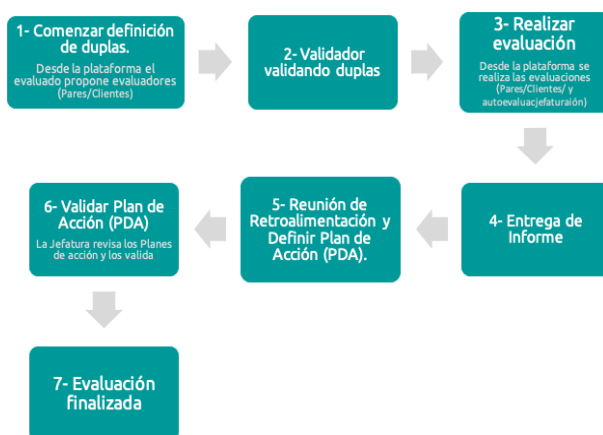 1- Comenzar definición
de duplas.
Desde la plataforma el
evaluado propone evaluadores
(Pares/Clientes)
2- Validador
validando duplas
3- Realizar
evaluación
Desde la plataforma se
realiza las evaluaciones
(Pares/Clientes/ y
autoevaluacjefaturaión)
4- Entrega de
Informe
5- Reunión de
Retroalimentación y
Definir Plan de
Acción (PDA).
6- Validar Plan de
Acción (PDA)
La Jefatura revisa los Planes
de acción y los valida
7- Evaluación
finalizada